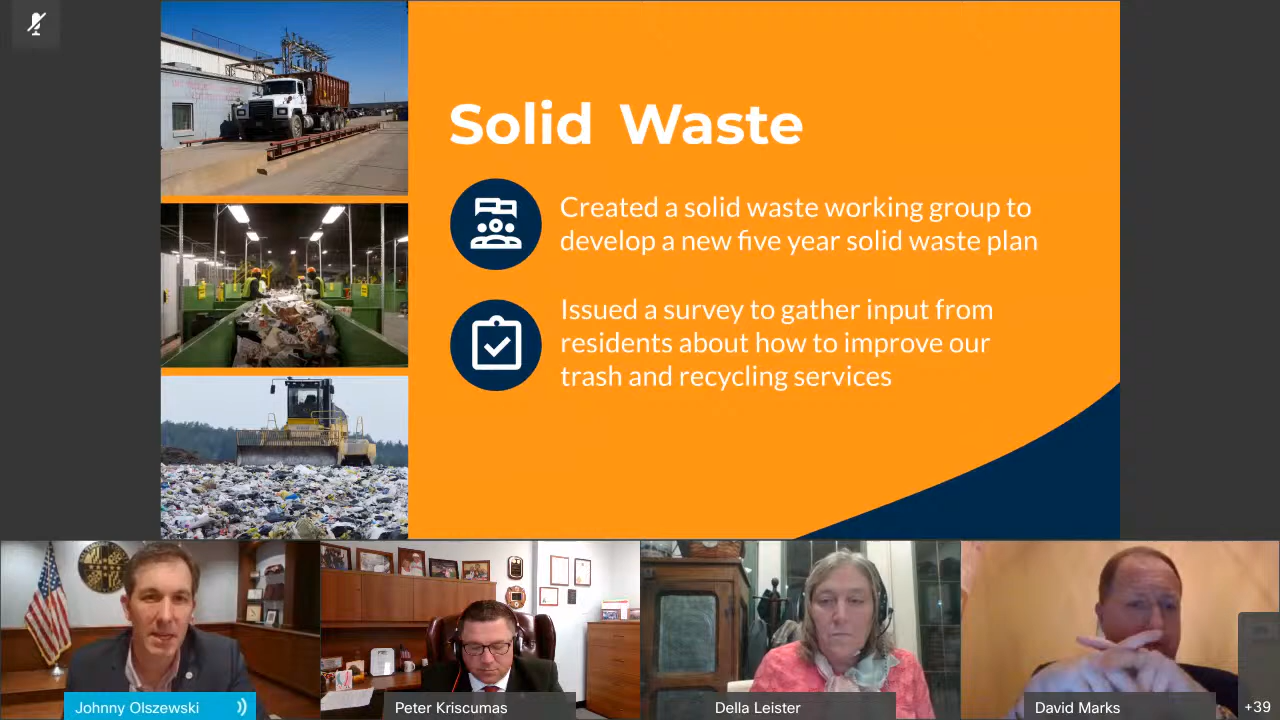 Solid Waste
Created a solid waste working group to
develop a new five year solid waste plan
Issued a survey to gather input from
residents about how to improve our
trash and recycling services
Johnny Olszewski
Peter Kriscumas
Della Leister
David Marks
+39